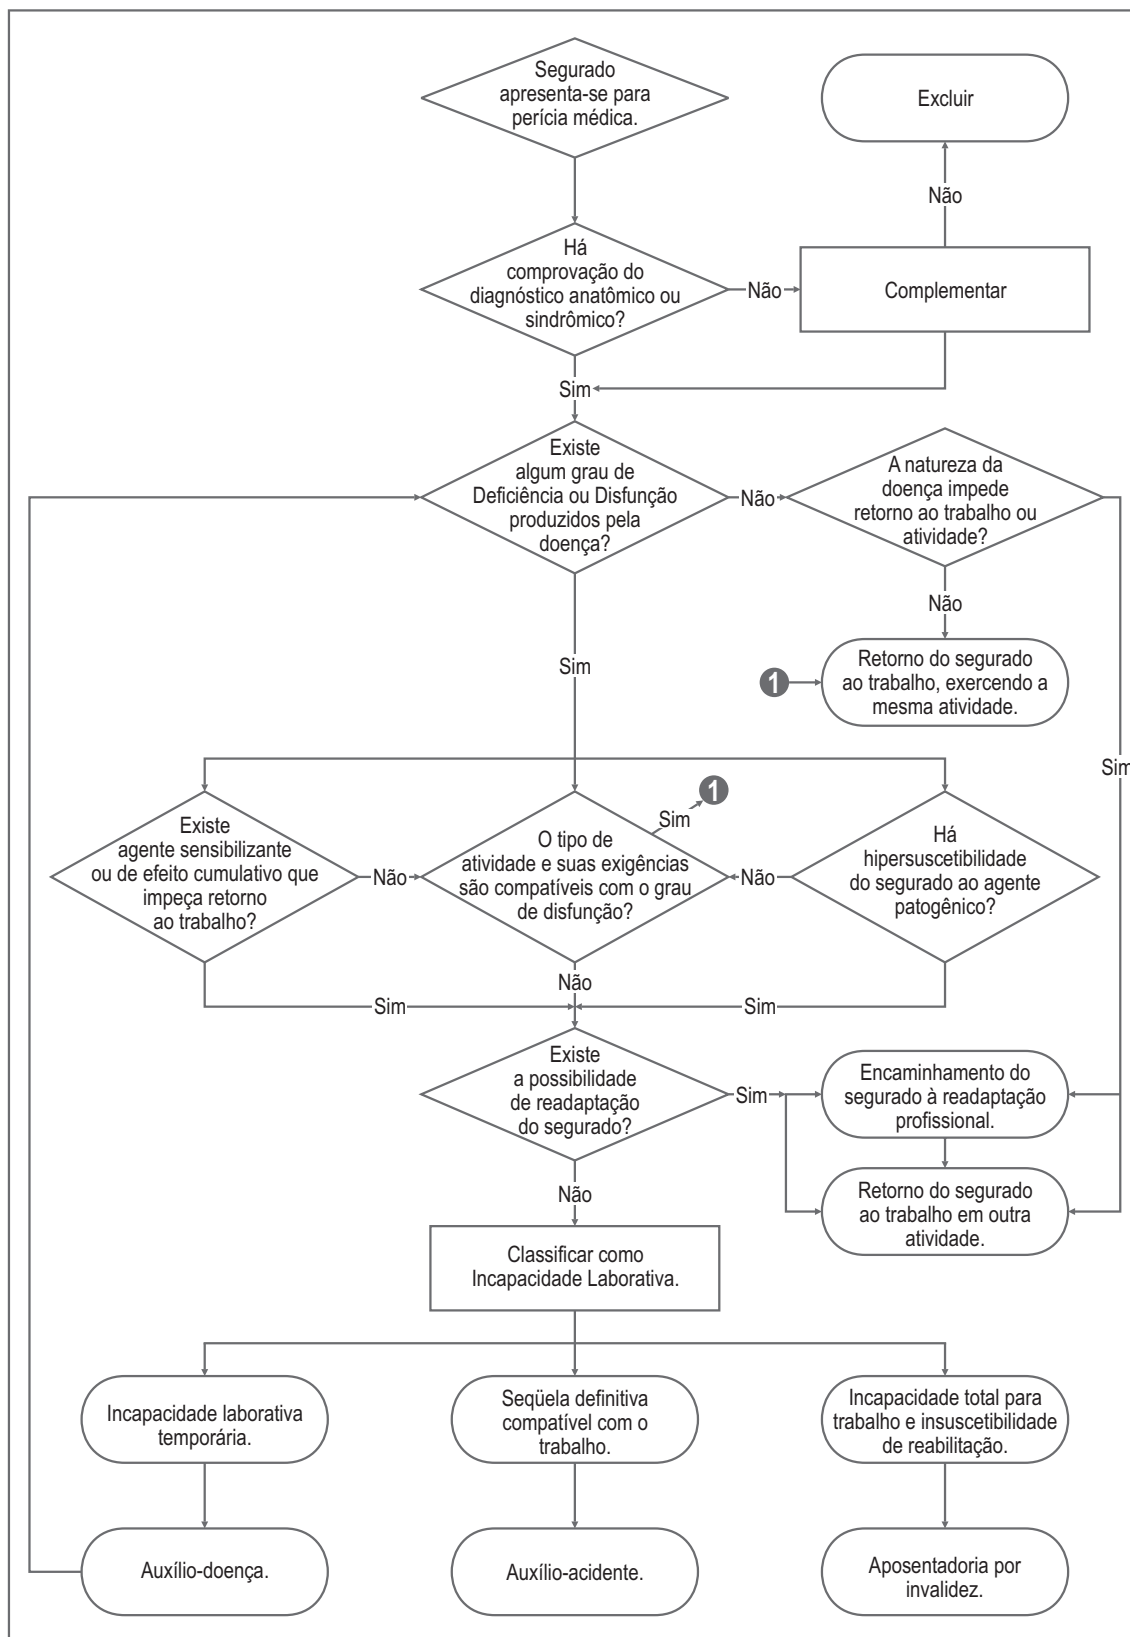 Segurado
apresenta-se para
perícia médica.
Excluir
Não
Há
comprovação do
diagnóstico anatômico ou
sindrômico?
Não
Complementar
Sim
Existe
algum grau de
Deficiência ou Disfunção
produzidos pela
doença?
Não
A natureza da
doença impede
retorno ao trabalho ou
atividade?
Não
Sim
Retorno do segurado
ao trabalho, exercendo a
mesma atividade.
1
Sim
1
Sim
Existe
agente sensibilizante
ou de efeito cumulativo que
impeça retorno
ao trabalho?
Não
O tipo de
atividade e suas exigências
são compatíveis com o grau
de disfunção?
Não
Há
hipersuscetibilidade
do segurado ao agente
patogênico?
Não
Sim
Sim
Existe
a possibilidade
de readaptação
do segurado?
Sim
Encaminhamento do
segurado à readaptação
profissional.
Não
Retorno do segurado
ao trabalho em outra
atividade.
Classificar como
Incapacidade Laborativa.
Incapacidade laborativa
temporária.
Seqüela definitiva
compatível com o
trabalho.
Incapacidade total para
trabalho e insuscetibilidade
de reabilitação.
Auxílio-doença.
Auxílio-acidente.
Aposentadoria por
invalidez.